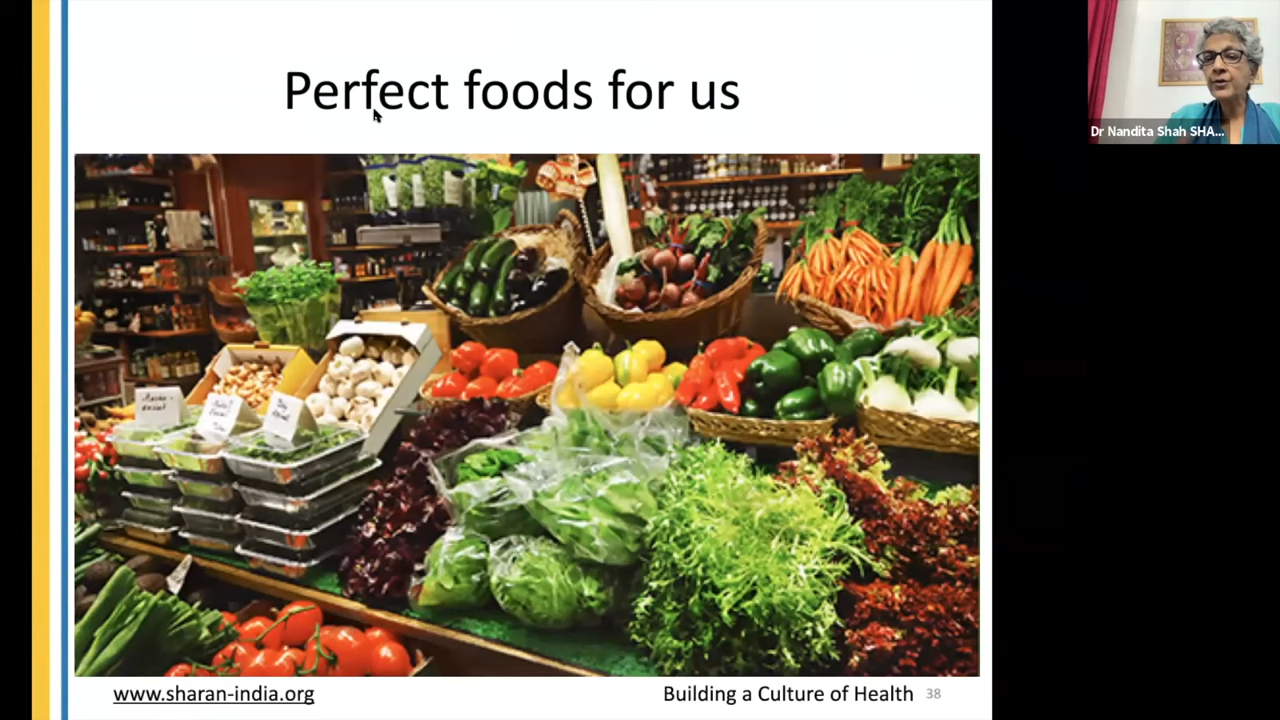 Perfect foods for us
Dr Nandita Shah SHA...
www.sharan-india.org
Building a Culture of Health 38